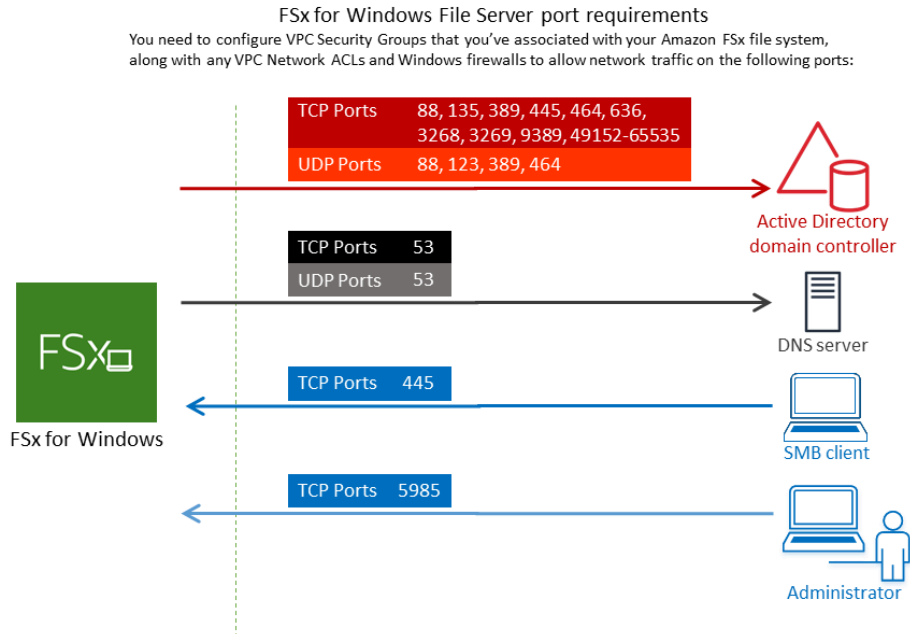 FSx for Windows File Server port requirements
You need to configure VPC Security Groups that you've associated with your Amazon FSx file system,
along with any VPC Network ACLs and Windows firewalls to allow network traffic on the following ports:
TCP Ports 88, 135, 389, 445, 464, 636,
3268, 3269, 9389, 49152-65535
UDP Ports 88, 123, 389, 464
Active Directory
domain controller
TCP Ports 53
UDP Ports 53
DNS server
FSx
FSx for Windows
TCP Ports 445
SMB client
TCP Ports 5985
Administrator